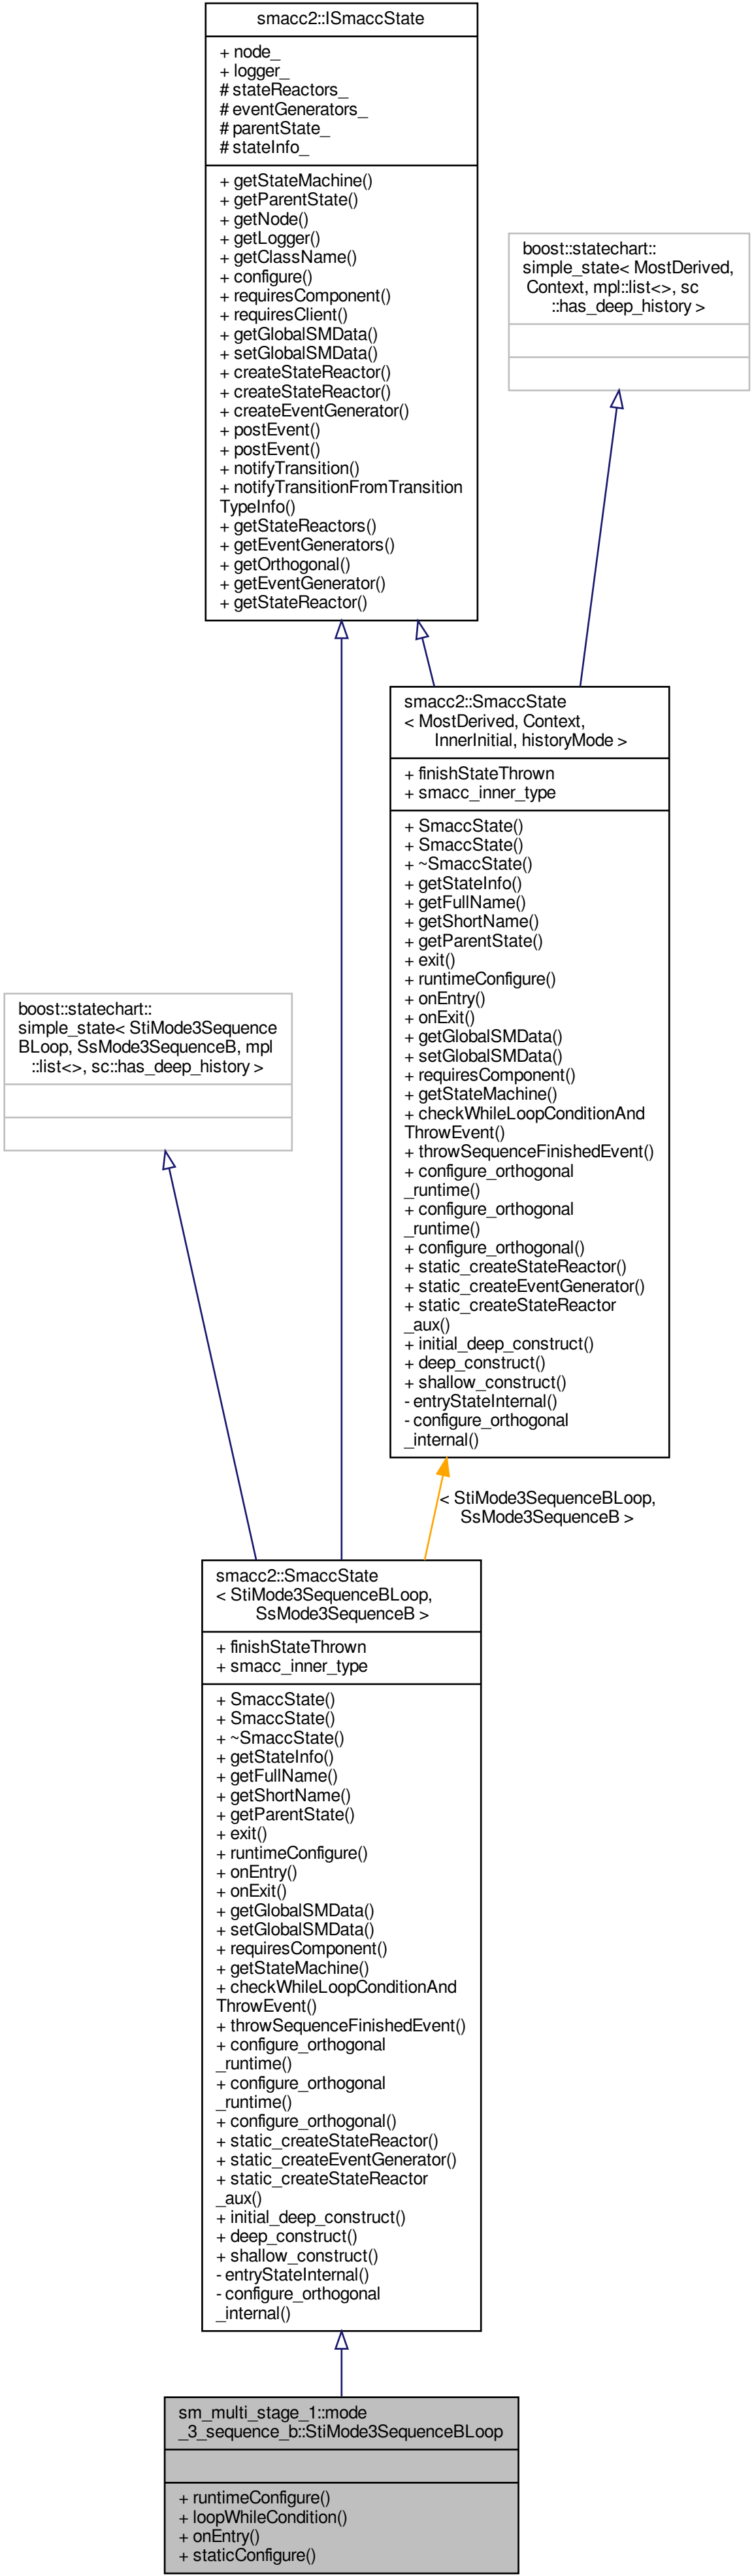 smacc2::ISmaccState
+ node_
+ logger_
# stateReactors_
# eventGenerators_
# parentState_
# stateInfo_
+ getStateMachine()
+ getParentState()
+ getNode()
+ getLogger()
+ getClassName()
+ configure()
+ requiresComponent()
+ requiresClient()
+ getGlobalSMData()
+ setGlobalSMData()
+ createStateReactor()
+ createStateReactor()
+ createEventGenerator()
+ postEvent()
+ postEvent()
+ notifyTransition()
+ notifyTransitionFromTransition
TypeInfo()
+ getStateReactors()
+ getEventGenerators()
+ getOrthogonal()
+ getEventGenerator()
+ getStateReactor()
boost::statechart::
simple_state< MostDerived,
Context, mpl::list<>, sc
::has_deep_history >
smacc2::SmaccState
< MostDerived, Context,
InnerInitial, historyMode >
+ finishStateThrown
+ smacc_inner_type
+ SmaccState()
+ SmaccState()
+ ~SmaccState()
+ getStateInfo()
+ getFullName()
+ getShortName()
+ getParentState()
+ exit()
+ runtimeConfigure()
+ onEntry()
+ onExit()
+ getGlobalSMData()
+ setGlobalSMData()
+ requiresComponent()
+ getStateMachine()
+ checkWhileLoopConditionAnd
ThrowEvent()
+ throwSequenceFinishedEvent()
+ configure_orthogonal
_runtime()
+ configure_orthogonal
_runtime()
+ configure_orthogonal()
+ static_createStateReactor()
+ static_createEventGenerator()
+ static_createStateReactor
_aux()
+ initial_deep_construct()
+ deep_construct()
+ shallow_construct()
- entryStateInternal()
- configure_orthogonal
_internal()
boost::statechart::
simple_state< StiMode3Sequence
BLoop, SsMode3SequenceB, mpl
::list<>, sc::has_deep_history >
< StiMode3SequenceBLoop,
SsMode3SequenceB >
smacc2::SmaccState
< StiMode3SequenceBLoop,
SsMode3SequenceB >
+ finishStateThrown
+ smacc_inner_type
+ SmaccState()
+ SmaccState()
+ ~SmaccState()
+ getStateInfo()
+ getFullName()
+ getShortName()
+ getParentState()
+ exit()
+ runtimeConfigure()
+ onEntry()
+ onExit()
+ getGlobalSMData()
+ setGlobalSMData()
+ requiresComponent()
+ getStateMachine()
+ checkWhileLoopConditionAnd
ThrowEvent()
+ throwSequenceFinishedEvent()
+ configure_orthogonal
_runtime()
+ configure_orthogonal
_runtime()
+ configure_orthogonal()
+ static_createStateReactor()
+ static_createEventGenerator()
+ static_createStateReactor
_aux()
+ initial_deep_construct()
+ deep_construct()
+ shallow_construct()
- entryStateInternal()
- configure_orthogonal
_internal()
sm_multi_stage_1::mode
_3_sequence_b::StiMode3SequenceBLoop
+ runtimeConfigure()
+ loopWhileCondition()
+ onEntry()
+ staticConfigure()